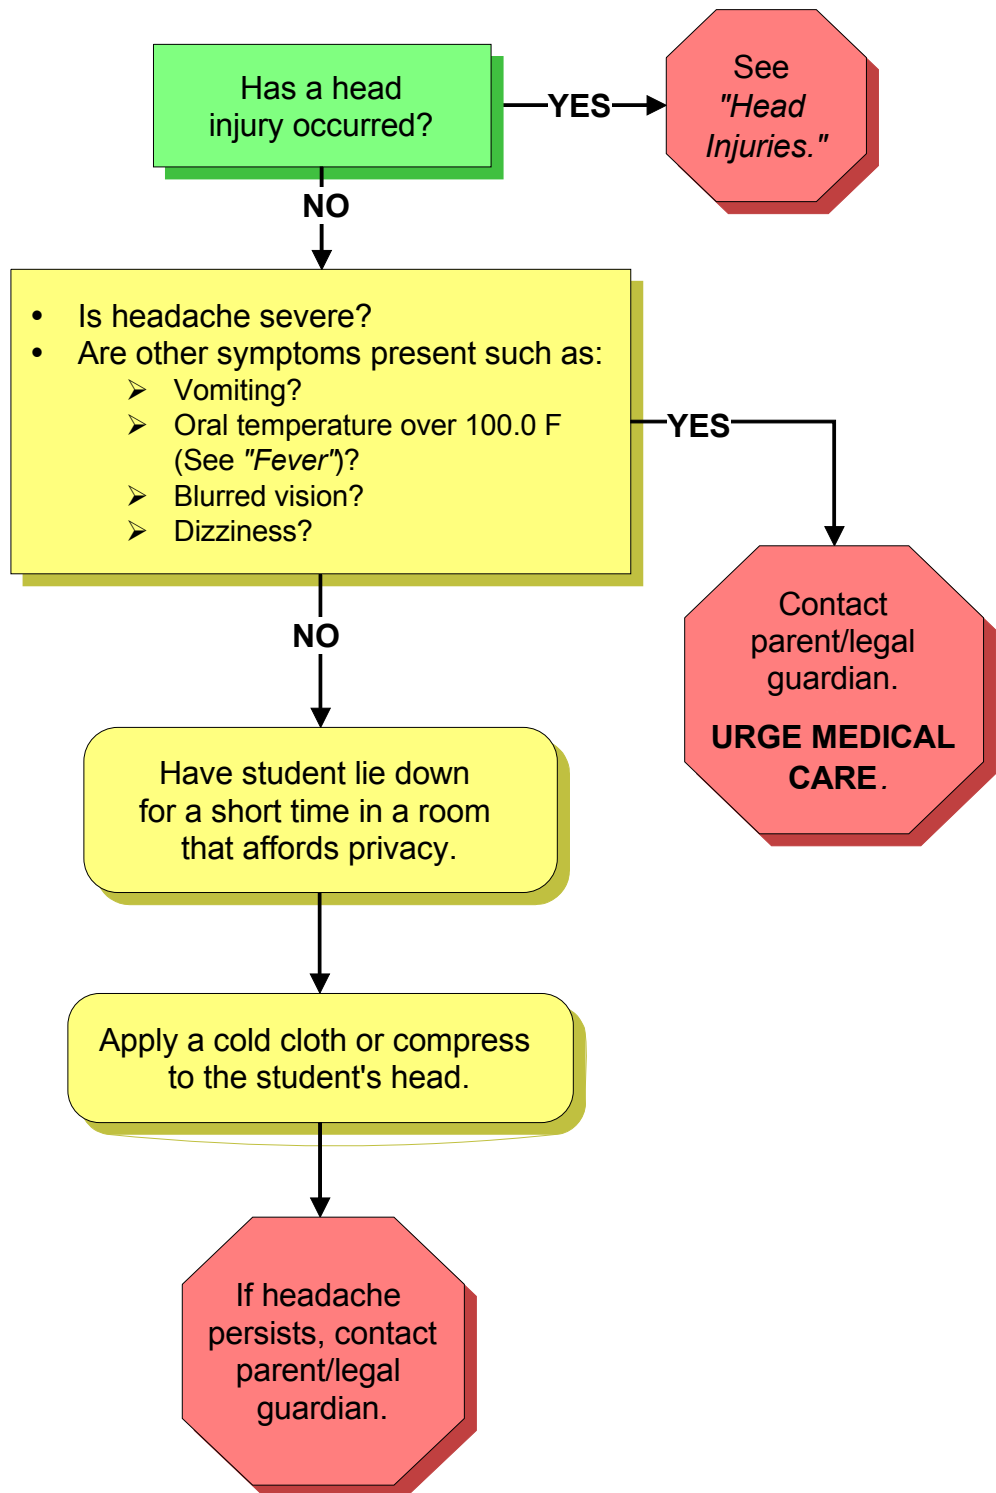 Has a head
injury occurred?
YES
See
"Head
Injuries."
NO
• Is headache severe?
• Are other symptoms present such as:
➢ Vomiting?
➢ Oral temperature over 100.0 F
(See "Fever")?
➢ Blurred vision?
➢ Dizziness?
YES
Contact
parent/legal
guardian.
URGE MEDICAL
CARE.
NO
Have student lie down
for a short time in a room
that affords privacy.
Apply a cold cloth or compress
to the student's head.
If headache
persists, contact
parent/legal
guardian.